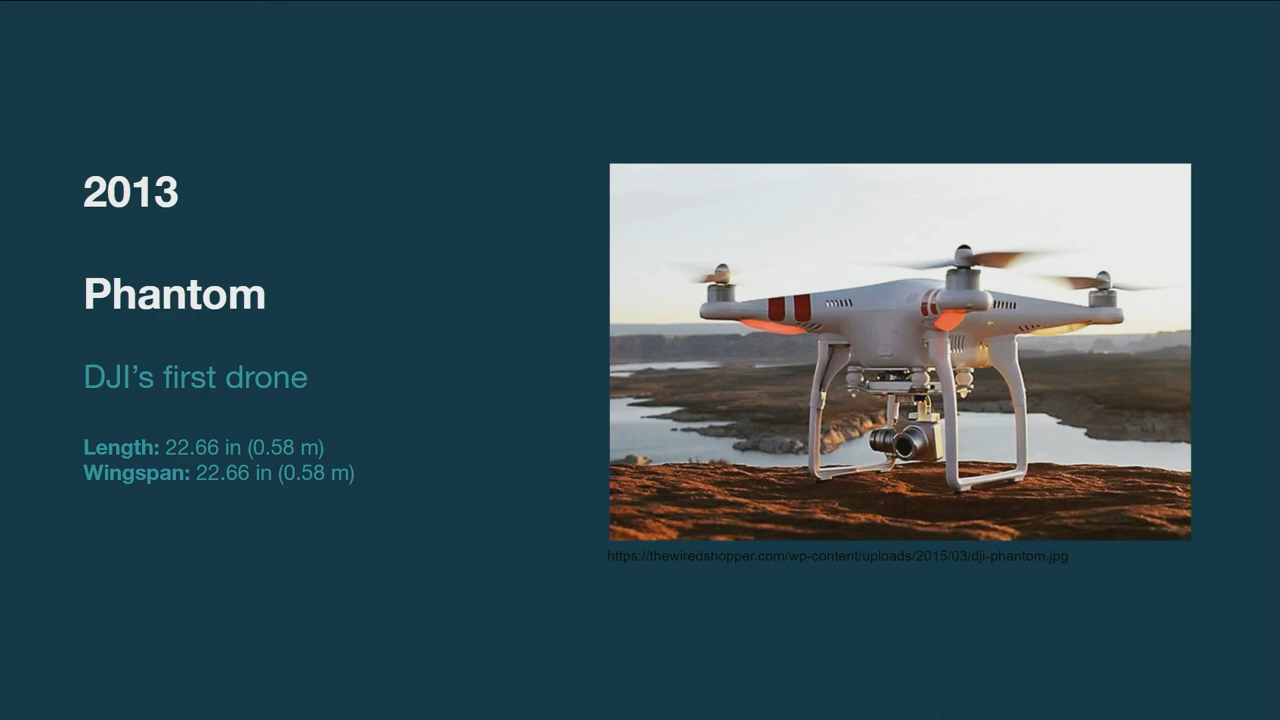 2013
Phantom
DJI’s first drone
Length: 22.66 in (0.58 m)
Wingspan: 22.66 in (0.58 m)
https://thewiredshopper.com/wp-content/uploads/2015/03/dji-phantom.jpg